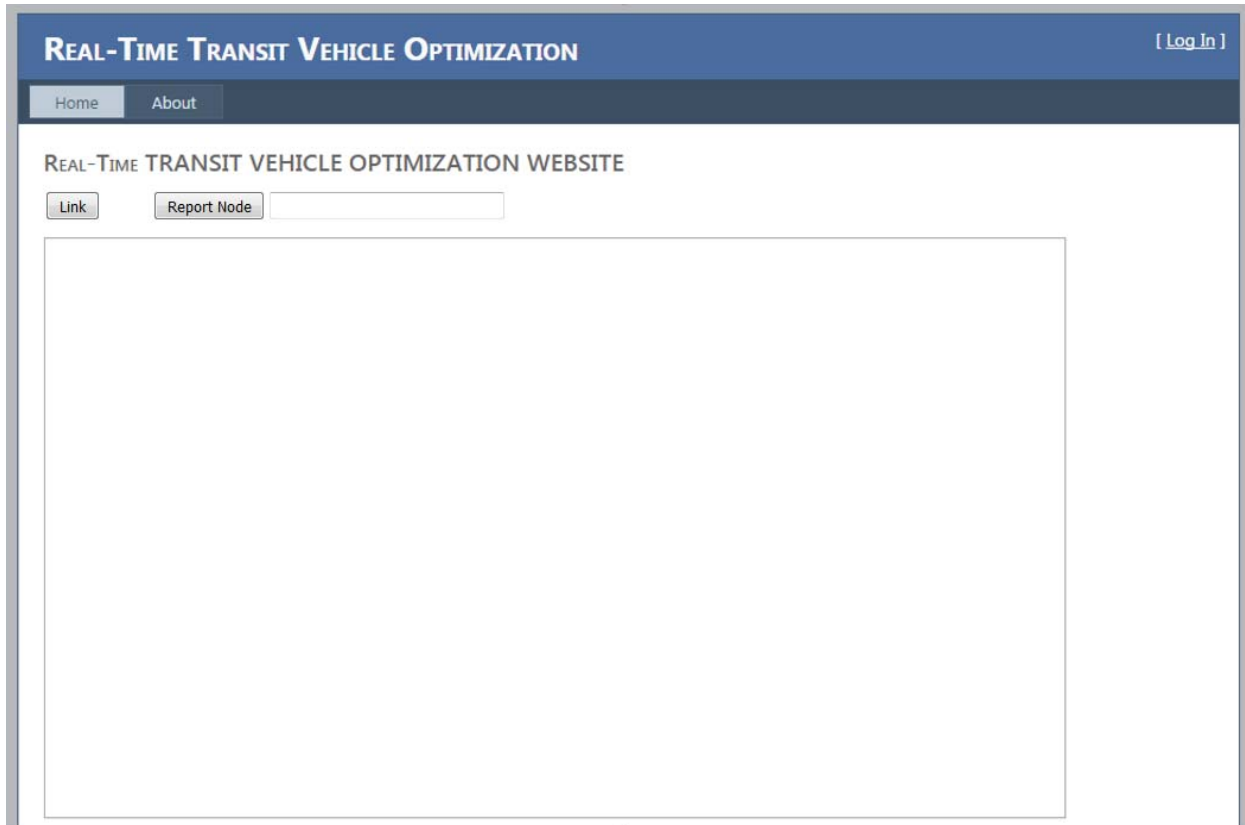 Real-Time Transit Vehicle Optimization
[ Log In ]
Home About
Real-Time TRANSIT VEHICLE OPTIMIZATION WEBSITE
Link Report Node